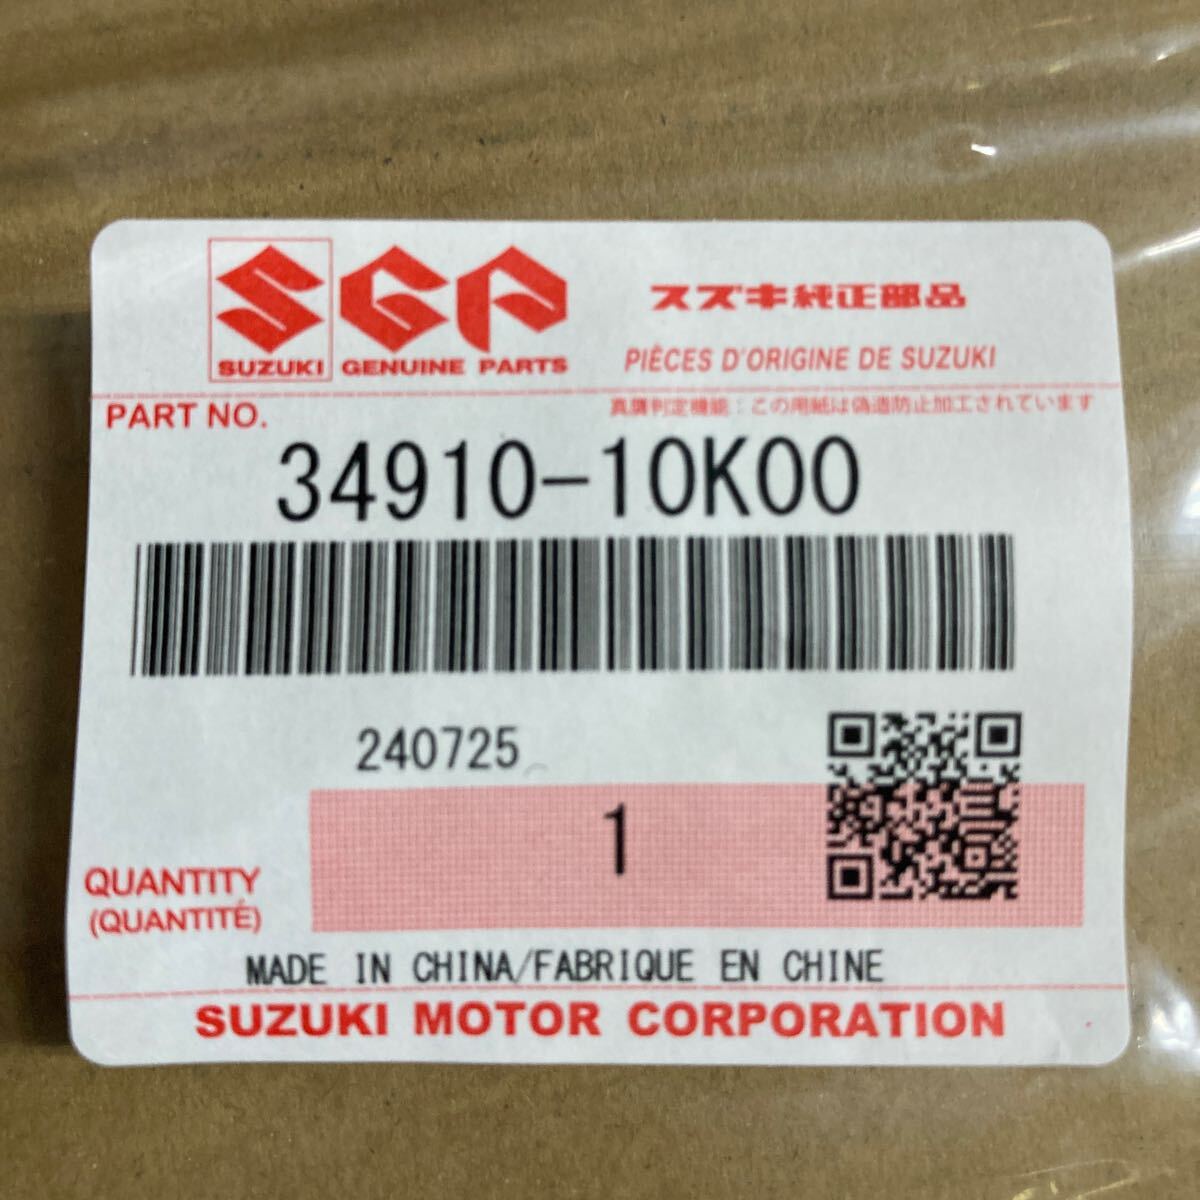 SGP
SUZUKI GENUINE PARTS
スズキ純正部品
PIÈCES D'ORIGINE DE SUZUKI
PART NO.
真贋判定機能：この用紙は偽造防止加工されています
34910-10K00
240725
1
QUANTITY
(QUANTITÉ)
MADE IN CHINA/FABRIQUE EN CHINE
SUZUKI MOTOR CORPORATION